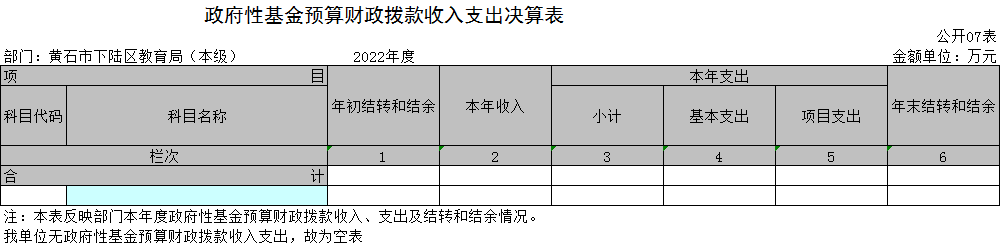 政府性基金预算财政拨款收入支出决算表
公开07表
部门：黄石市下陆区教育局（本级） 2022年度 金额单位：万元
项 目 年初结转和结余 本年收入 本年支出 年末结转和结余
科目代码 科目名称 小计 基本支出 项目支出
栏次 1 2 3 4 5 6
合 计
注：本表反映部门本年度政府性基金预算财政拨款收入、支出及结转和结余情况。
我单位无政府性基金预算财政拨款收入支出，故为空表